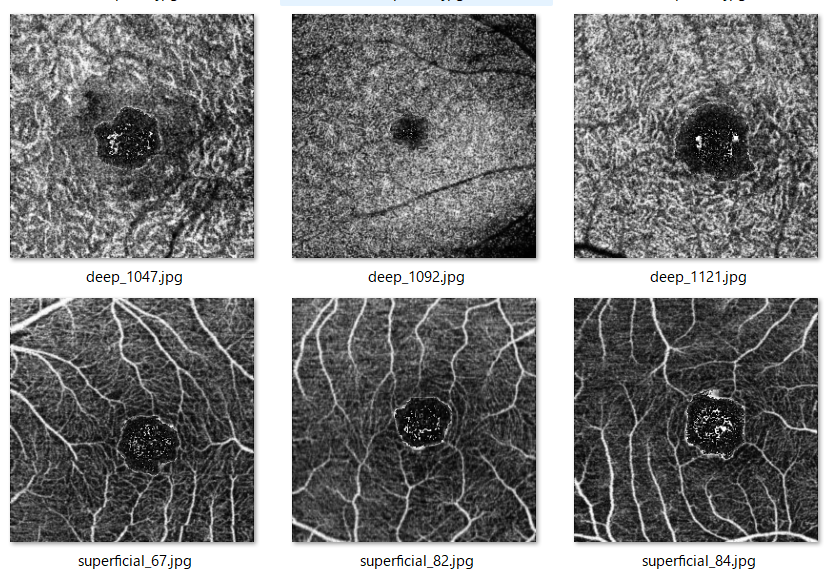 deep_1047.jpg
deep_1092.jpg
deep_1121.jpg
superficial_67.jpg
superficial_82.jpg
superficial_84.jpg